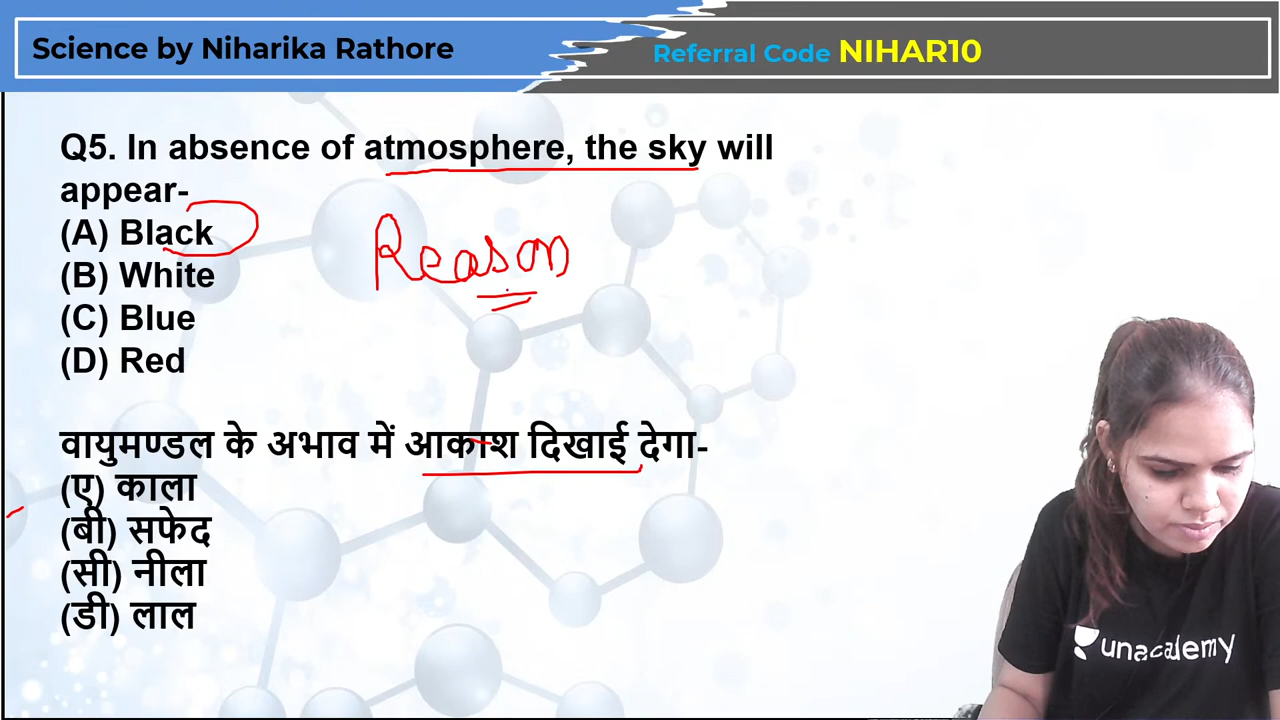 Science by Niharika Rathore
Referral Code NIHAR10
Q5. In absence of atmosphere, the sky will
appear-
(A) Black
(B) White
(C) Blue
(D) Red
Reason
वायुमण्डल के अभाव में आकाश दिखाई देगा-
(ए) काला
(बी) सफेद
(सी) नीला
(डी) लाल
unacademy